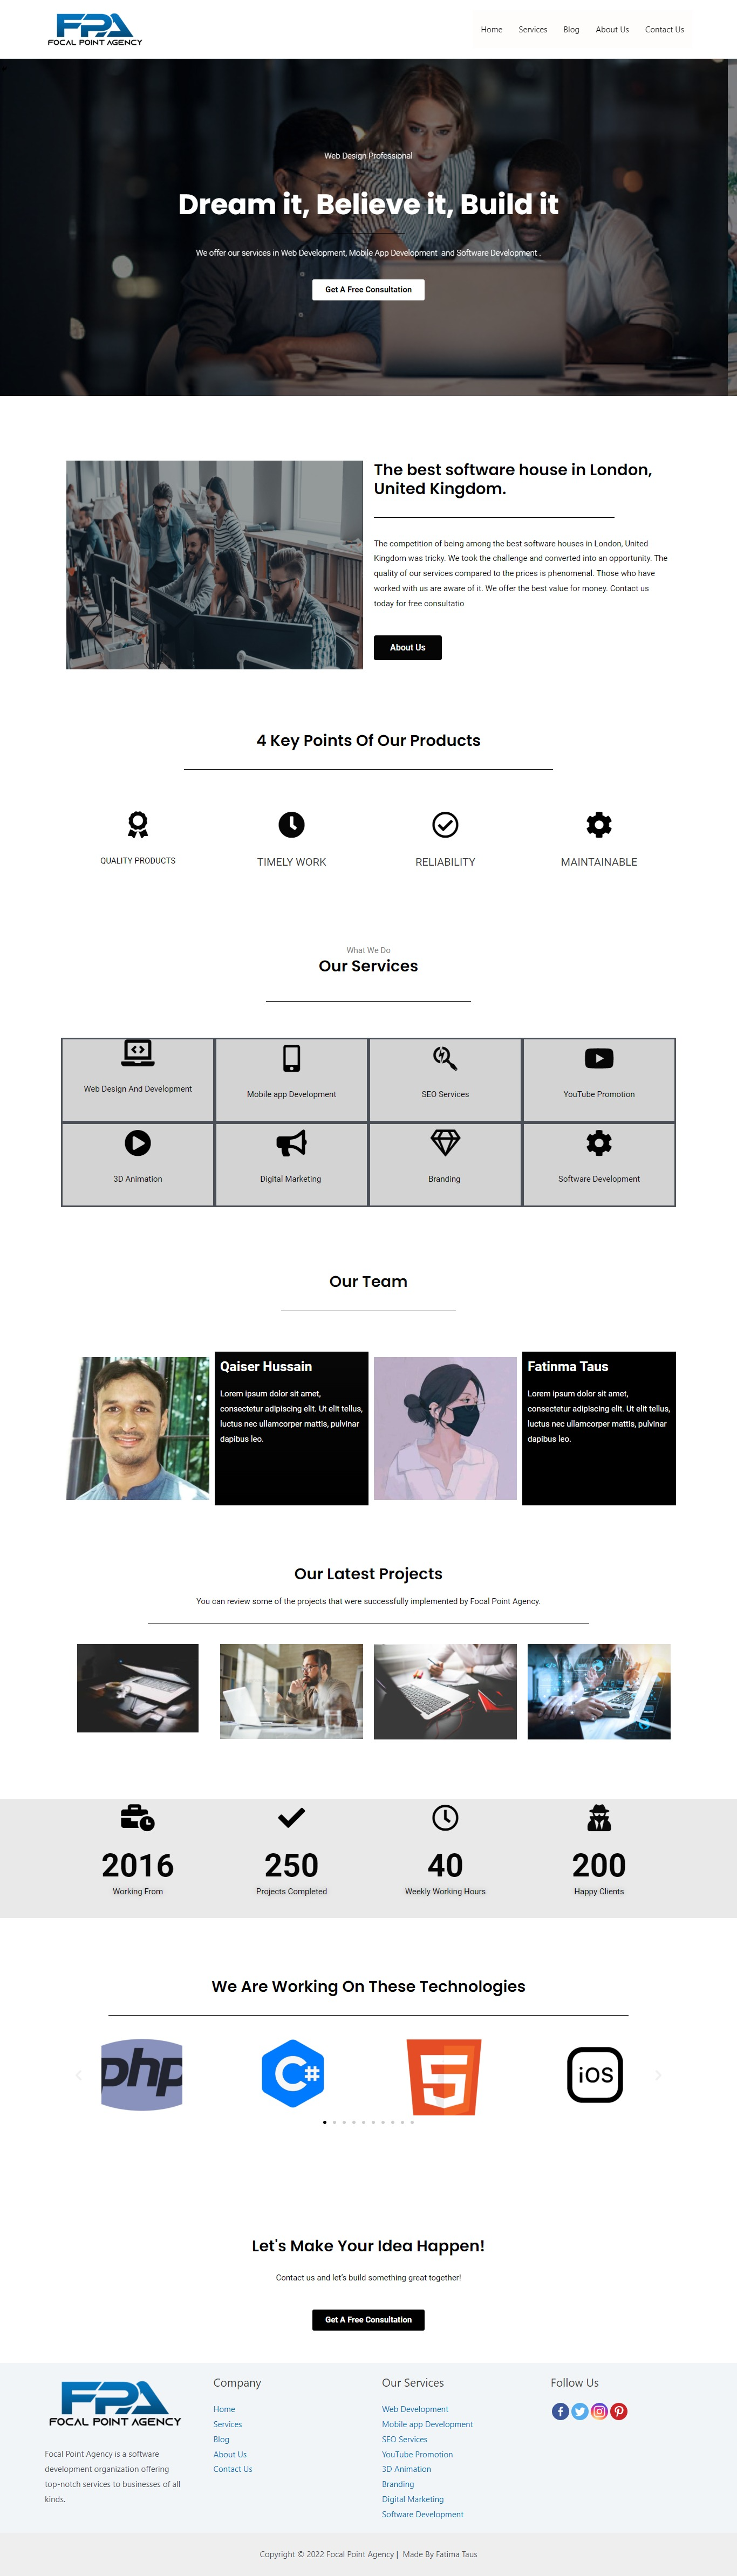 FPA
FOCAL POINT AGENCY
Home Services Blog About Us Contact Us
Web Design Professional
Dream it, Believe it, Build it
We offer our services in Web Development, Mobile App Development and Software Development .
Get A Free Consultation
The best software house in London,
United Kingdom.
The competition of being among the best software houses in London, United
Kingdom was tricky. We took the challenge and converted into an opportunity. The
quality of our services compared to the prices is phenomenal. Those who have
worked with us are aware of it. We offer the best value for money. Contact us
today for free consultatio
About Us
4 Key Points Of Our Products
QUALITY PRODUCTS
TIMELY WORK
RELIABILITY
MAINTAINABLE
What We Do
Our Services
Web Design And Development
Mobile app Development
SEO Services
YouTube Promotion
3D Animation
Digital Marketing
Branding
Software Development
Our Team
Qaiser Hussain
Lorem ipsum dolor sit amet,
consectetur adipiscing elit. Ut elit tellus,
luctus nec ullamcorper mattis, pulvinar
dapibus leo.
Fatinma Taus
Lorem ipsum dolor sit amet,
consectetur adipiscing elit. Ut elit tellus,
luctus nec ullamcorper mattis, pulvinar
dapibus leo.
Our Latest Projects
You can review some of the projects that were successfully implemented by Focal Point Agency.
2016
Working From
250
Projects Completed
40
Weekly Working Hours
200
Happy Clients
We Are Working On These Technologies
php
C#
5
iOS
Let's Make Your Idea Happen!
Contact us and let's build something great together!
Get A Free Consultation
FPA
FOCAL POINT AGENCY
Focal Point Agency is a software
development organization offering
top-notch services to businesses of all
kinds.
Company
Home
Services
Blog
About Us
Contact Us
Our Services
Web Development
Mobile app Development
SEO Services
YouTube Promotion
3D Animation
Branding
Digital Marketing
Software Development
Follow Us
Copyright © 2022 Focal Point Agency | Made By Fatima Taus